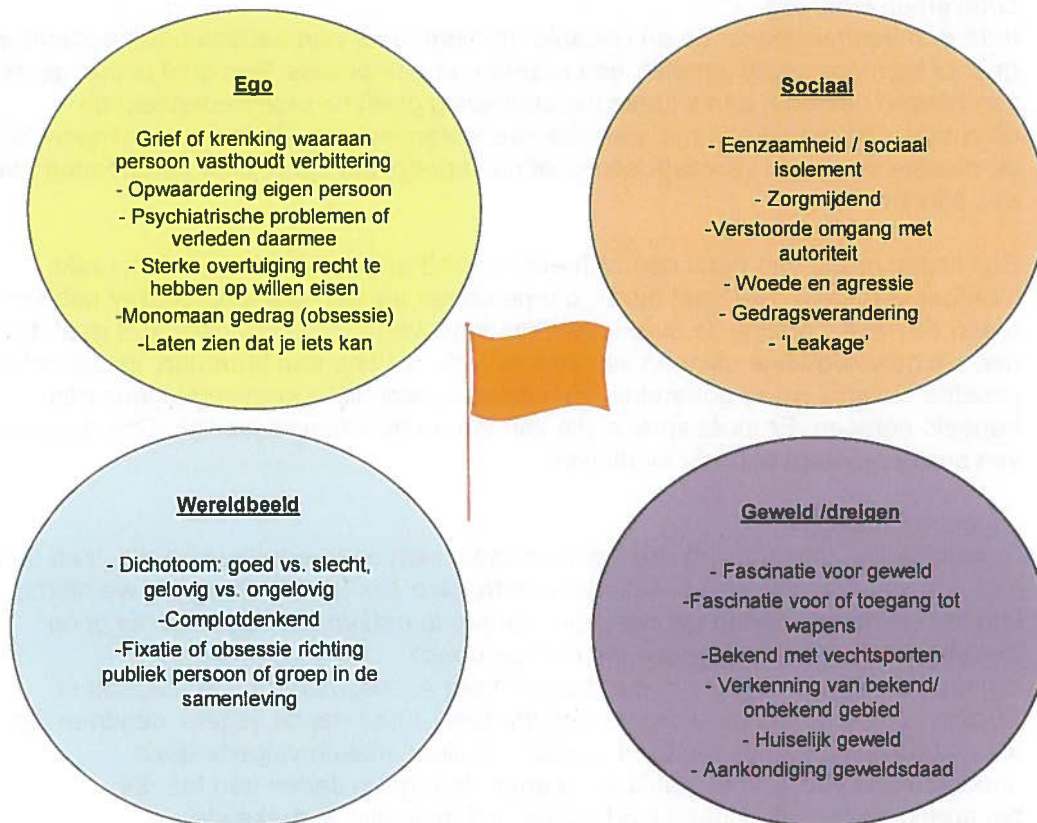 Ego
Grief of krenking waaraan
persoon vasthoudt verbittering
- Opwaardering eigen persoon
- Psychiatrische problemen of
verleden daarmee
- Sterke overtuiging recht te
hebben op willen eisen
-Monomaan gedrag (obsessie)
-Laten zien dat je iets kan
Sociaal
- Eenzaamheid / sociaal
isolement
- Zorgmijdend
-Verstoorde omgang met
autoriteit
- Woede en agressie
- Gedragsverandering
- ‘Leakage’
Wereldbeeld
- Dichotoom: goed vs. slecht,
gelovig vs. ongelovig
-Complotdenkend
-Fixatie of obsessie richting
publiek persoon of groep in de
samenleving
Geweld /dreigen
- Fascinatie voor geweld
-Fascinatie voor of toegang tot
wapens
-Bekend met vechtsporten
- Verkenning van bekend/
onbekend gebied
- Huiselijk geweld
- Aankondiging geweldsdaad